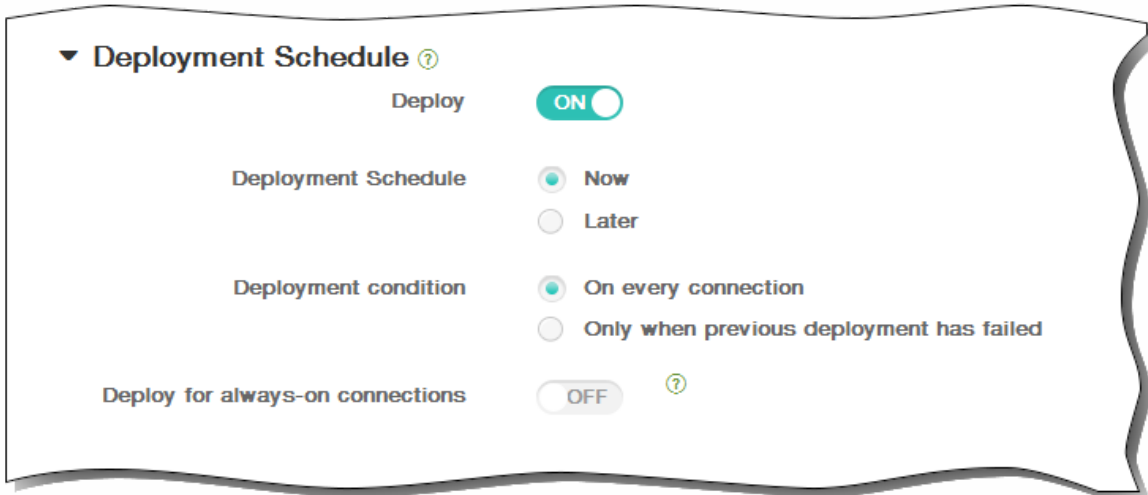 Deployment Schedule ?
Deploy ON
Deployment Schedule Now
Later
Deployment condition On every connection
Only when previous deployment has failed
Deploy for always-on connections OFF ?